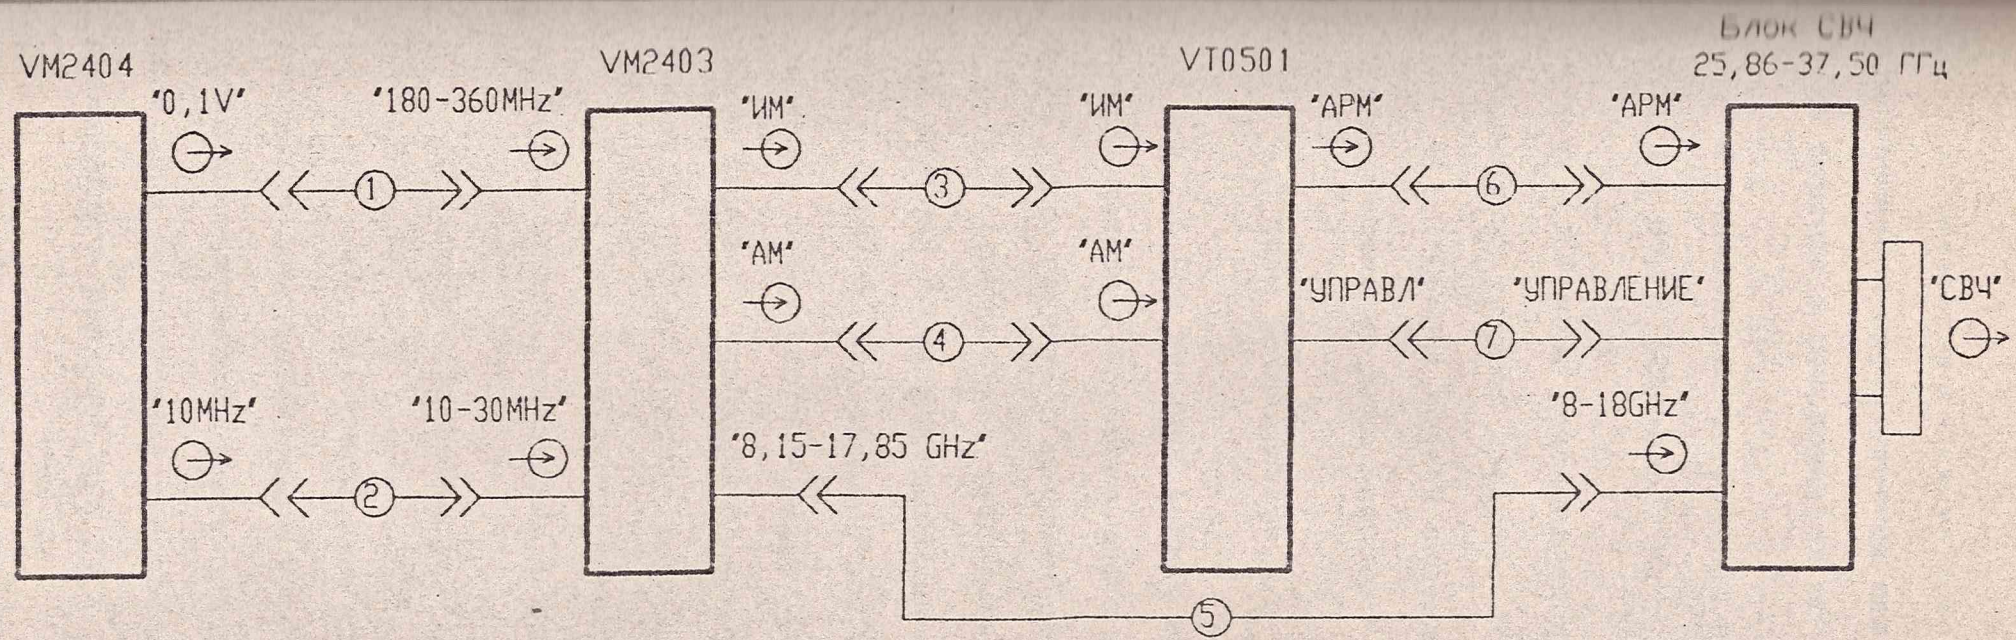 VM2404
VM2403
VT0501
Блок СВЧ
25,86-37,50 ГГц
"0,1V"
"180-360MHz"
"ИМ"
"ИМ"
"АРМ"
"АРМ"
1
3
6
"АМ"
"АМ"
"УПРАВЛ"
"УПРАВЛЕНИЕ"
"СВЧ"
4
7
"10MHz"
"10-30MHz"
"8,15-17,85 GHz"
"8-18GHz"
2
5